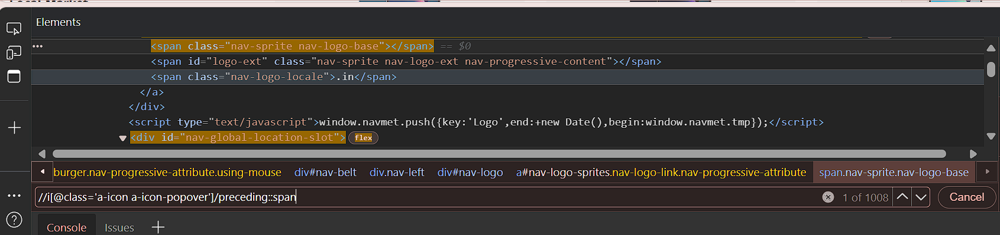 Local Market
Elements
<span class="nav-sprite nav-logo-base"></span> == $0
<span id="logo-ext" class="nav-sprite nav-logo-ext nav-progressive-content"></span>
<span class="nav-logo-locale">.in</span>
</a>
</div>
<script type="text/javascript">window.navmet.push({key:'Logo',end:+new Date(),begin:window.navmet.tmp});</script>
<div id="nav-global-location-slot"> flex
burger.nav-progressive-attribute.using-mouse div#nav-belt div.nav-left div#nav-logo a#nav-logo-sprites.nav-logo-link.nav-progressive-attribute span.nav-sprite.nav-logo-base
//i[@class='a-icon a-icon-popover']/preceding::span 1 of 1008 Cancel
Console Issues